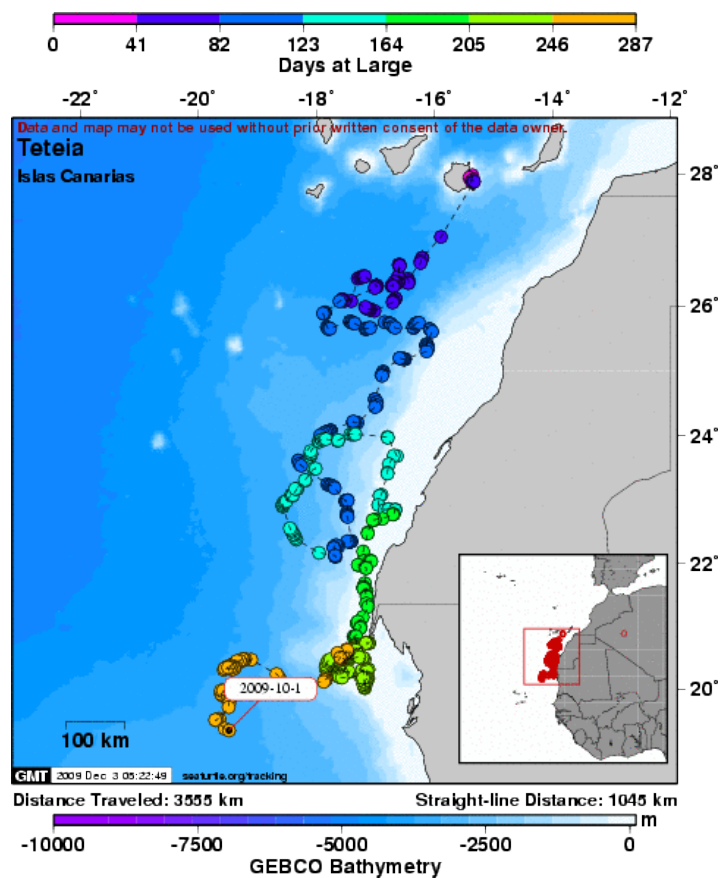 0 41 82 123 164 205 246 287
Days at Large
-22° -20° -18° -16° -14° -12°
Data and map may not be used without prior written consent of the data owner.
Teteia
Islas Canarias
28°
26°
24°
22°
20°
2009-10-1
100 km
GMT 2009 Dec 3 05:22:49 seaturtle.org/tracking
Distance Traveled: 3555 km Straight-line Distance: 1045 km
-10000 -7500 -5000 -2500 0 m
GEBCO Bathymetry